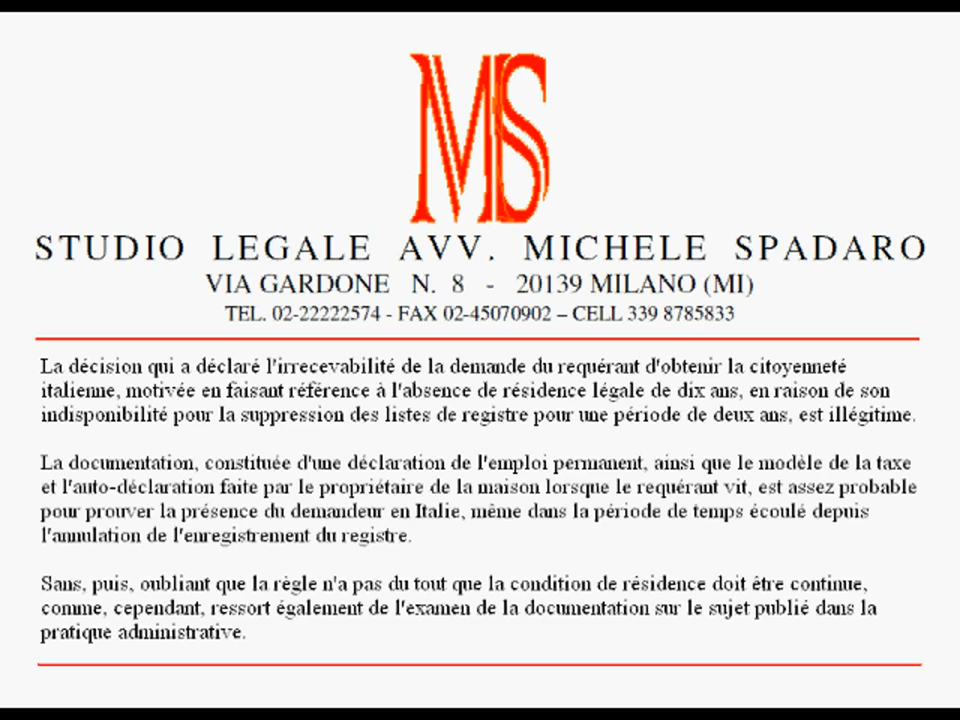 MS
STUDIO LEGALE AVV. MICHELE SPADARO
VIA GARDONE N. 8 - 20139 MILANO (MI)
TEL. 02-22222574 - FAX 02-45070902 – CELL 339 8785833
La décision qui a déclaré l'irrecevabilité de la demande du requérant d'obtenir la citoyenneté
italienne, motivée en faisant référence à l'absence de résidence légale de dix ans, en raison de son
indisponibilité pour la suppression des listes de registre pour une période de deux ans, est illégitime.
La documentation, constituée d'une déclaration de l'emploi permanent, ainsi que le modèle de la taxe
et l'auto-déclaration faite par le propriétaire de la maison lorsque le requérant vit, est assez probable
pour prouver la présence du demandeur en Italie, même dans la période de temps écoulé depuis
l'annulation de l'enregistrement du registre.
Sans, puis, oubliant que la règle n'a pas du tout que la condition de résidence doit être continue,
comme, cependant, ressort également de l'examen de la documentation sur le sujet publié dans la
pratique administrative.